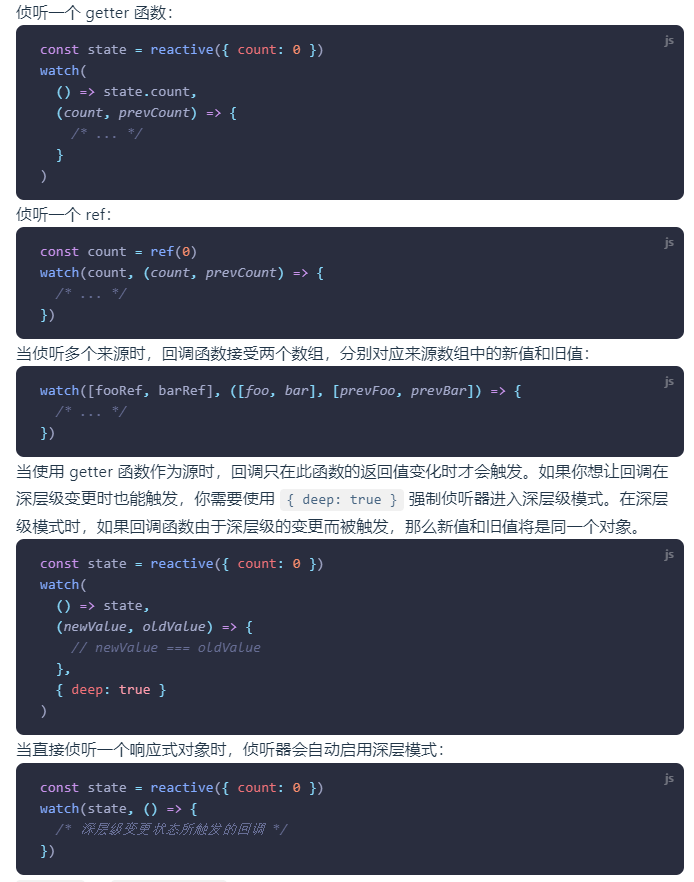 侦听一个 getter 函数：
js
const state = reactive({ count: 0 })
watch(
  () => state.count,
  (count, prevCount) => {
    /* ... */
  }
)
侦听一个 ref：
js
const count = ref(0)
watch(count, (count, prevCount) => {
  /* ... */
})
当侦听多个来源时，回调函数接受两个数组，分别对应来源数组中的新值和旧值：
js
watch([fooRef, barRef], ([foo, bar], [prevFoo, prevBar]) => {
  /* ... */
})
当使用 getter 函数作为源时，回调只在此函数的返回值变化时才会触发。如果你想让回调在
深层级变更时也能触发，你需要使用 { deep: true } 强制侦听器进入深层级模式。在深层
级模式时，如果回调函数由于深层级的变更而被触发，那么新值和旧值将是同一个对象。
js
const state = reactive({ count: 0 })
watch(
  () => state,
  (newValue, oldValue) => {
    // newValue === oldValue
  },
  { deep: true }
)
当直接侦听一个响应式对象时，侦听器会自动启用深层模式：
js
const state = reactive({ count: 0 })
watch(state, () => {
  /* 深层级变更状态所触发的回调 */
})